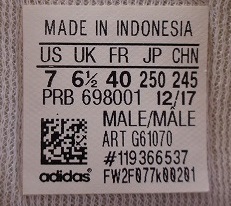 MADE IN INDONESIA
US UK FR JP CHN
7 6½ 40 250 245
PRB 698001 12/17
MALE/MALE
ART G61070
#119366537
adidas FW2F077k00201